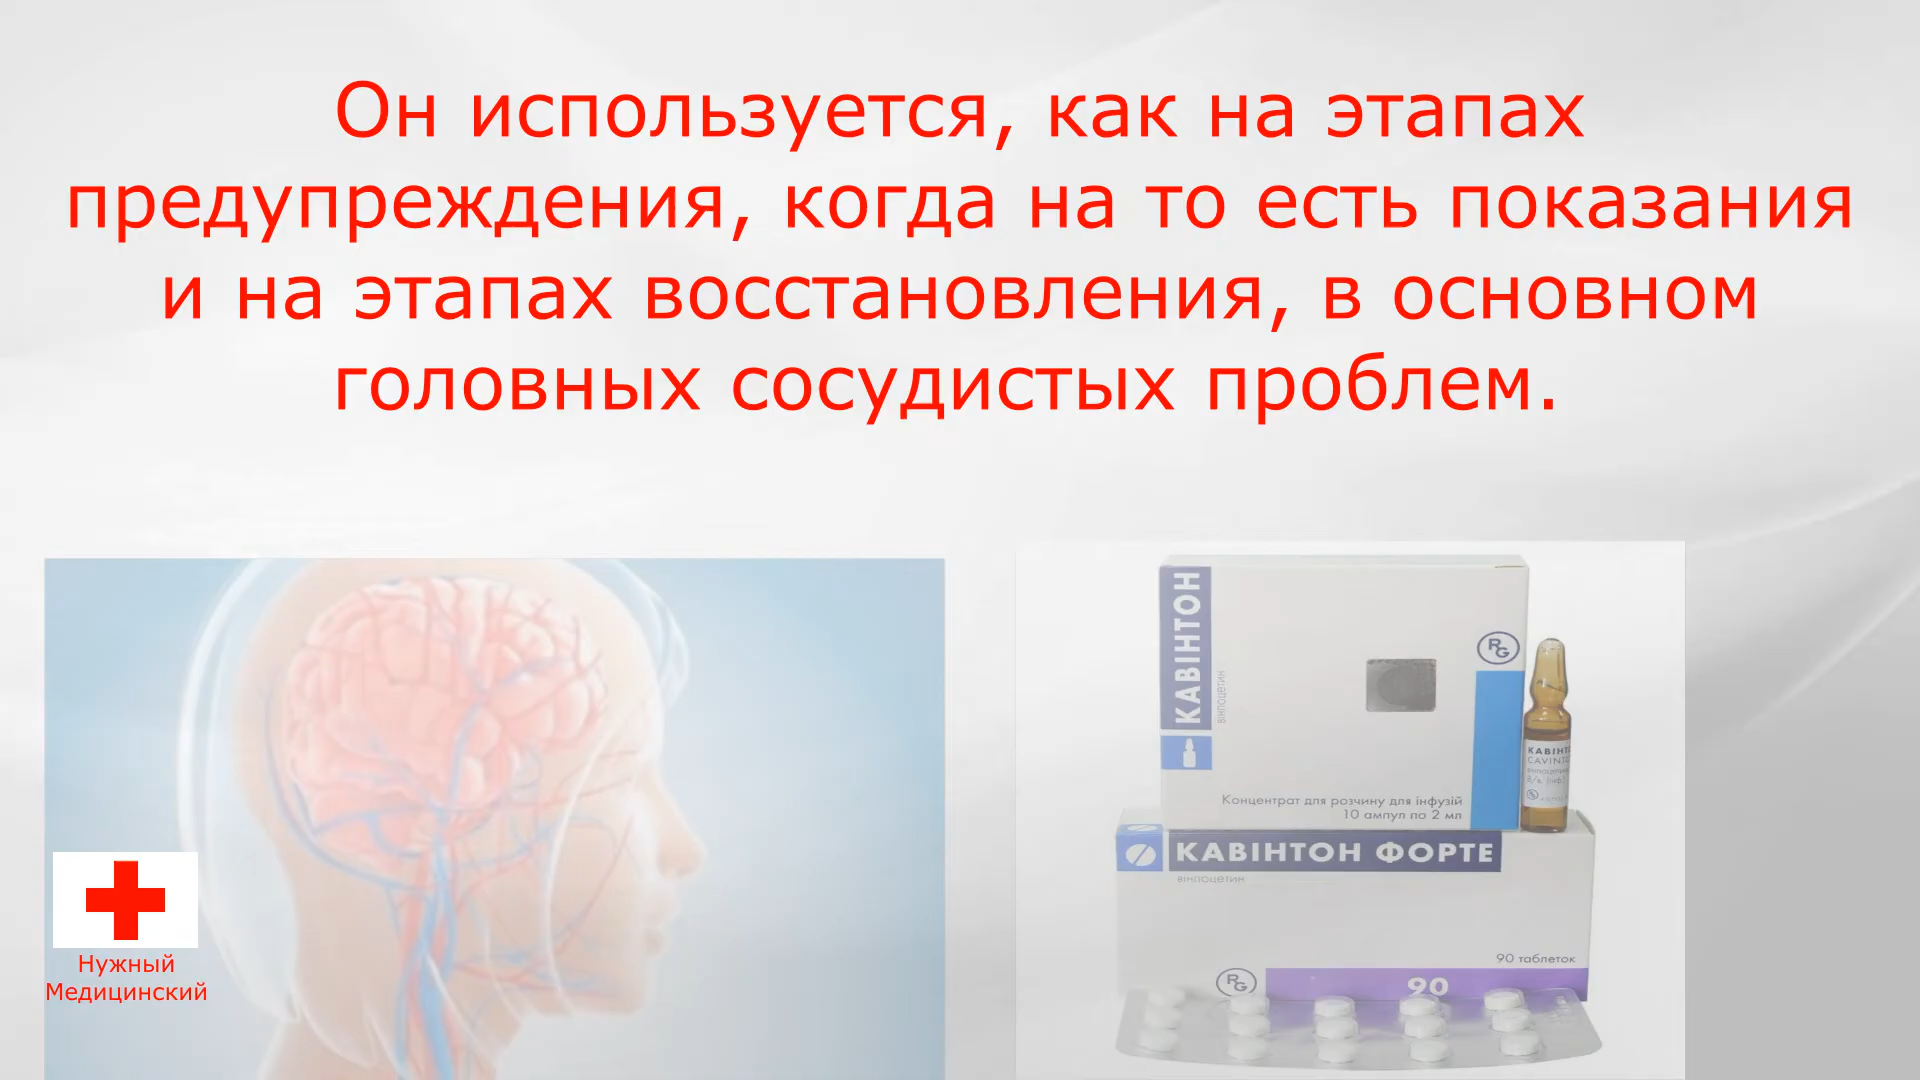 Он используется, как на этапах
предупреждения, когда на то есть показания
и на этапах восстановления, в основном
головных сосудистых проблем.
КАВІНТОН
вінпоцетин
RG
Концентрат для розчину для інфузій
10 ампул по 2 мл
КАВІНТОН ФОРТЕ
вінпоцетин
90 таблеток
RG
90
Нужный
Медицинский